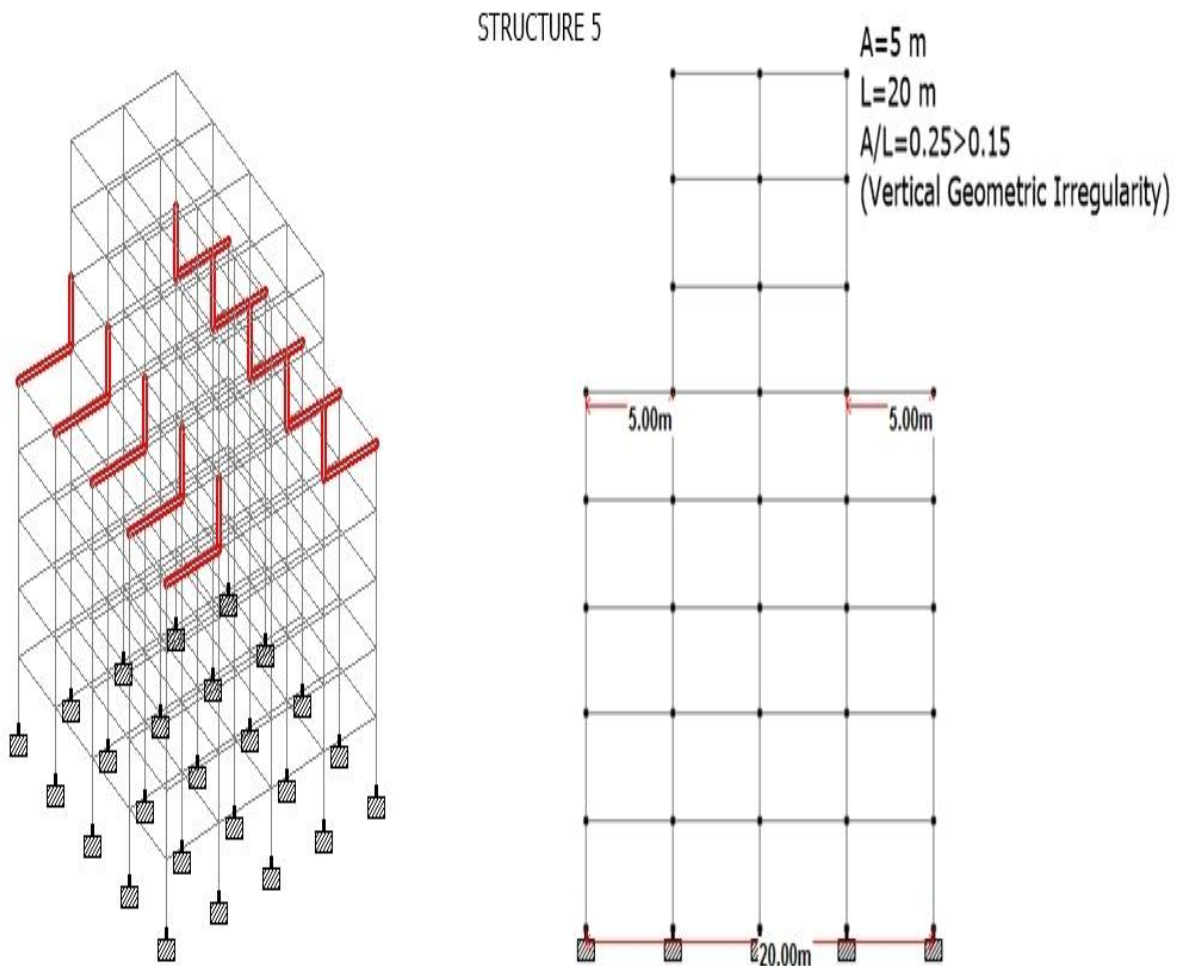 STRUCTURE 5
A=5 m
L=20 m
A/L=0.25>0.15
(Vertical Geometric Irregularity)
5.00m
5.00m
20.00m